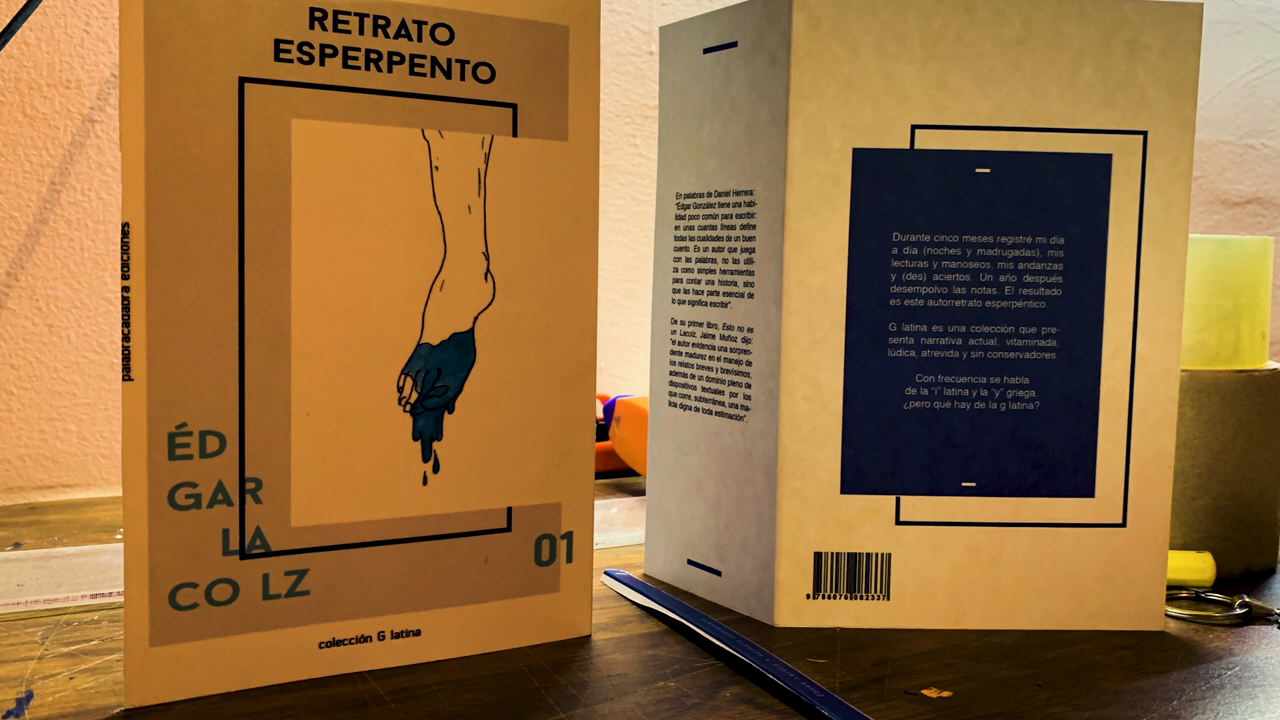 RETRATO
ESPERPENTO
palabracadabra ediciones
ÉD
GAR
LA
CO LZ
01
colección G latina
En palabras de Daniel Herrera:
"Édgar González tiene una habi-
lidad poco común para escribir:
en unas cuantas líneas define
todas las cualidades de un buen
cuento. Es un autor que juega
con las palabras, no las utili-
za como simples herramientas
para contar una historia, sino
que las hace parte esencial de
lo que significa escribir".
De su primer libro, Esto no es
un Lacolz, Jaime Muñoz dijo:
"el autor evidencia una sorpren-
dente madurez en el manejo de
los relatos breves y brevísimos,
además de un dominio pleno de
dispositivos textuales por los
que corre, subterránea, una ma-
licia digna de toda estimación".
Durante cinco meses registré mi día
a día (noches y madrugadas), mis
lecturas y manoseos, mis andanzas
y (des) aciertos. Un año después
desempolvo las notas. El resultado
es este autorretrato esperpéntico.
G latina es una colección que pre-
senta narrativa actual, vitaminada,
lúdica, atrevida y sin conservadores.
Con frecuencia se habla
de la "i" latina y la "y" griega,
¿pero qué hay de la g latina?
9 786070 082337